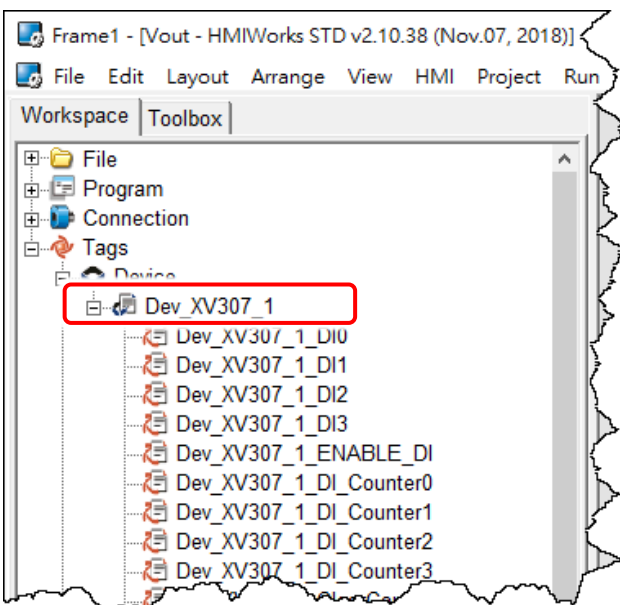 Frame1 - [Vout - HMIWorks STD v2.10.38 (Nov.07, 2018)]
File Edit Layout Arrange View HMI Project Run
Workspace Toolbox
File
Program
Connection
Tags
Device
Dev_XV307_1
Dev_XV307_1_DI0
Dev_XV307_1_DI1
Dev_XV307_1_DI2
Dev_XV307_1_DI3
Dev_XV307_1_ENABLE_DI
Dev_XV307_1_DI_Counter0
Dev_XV307_1_DI_Counter1
Dev_XV307_1_DI_Counter2
Dev_XV307_1_DI_Counter3